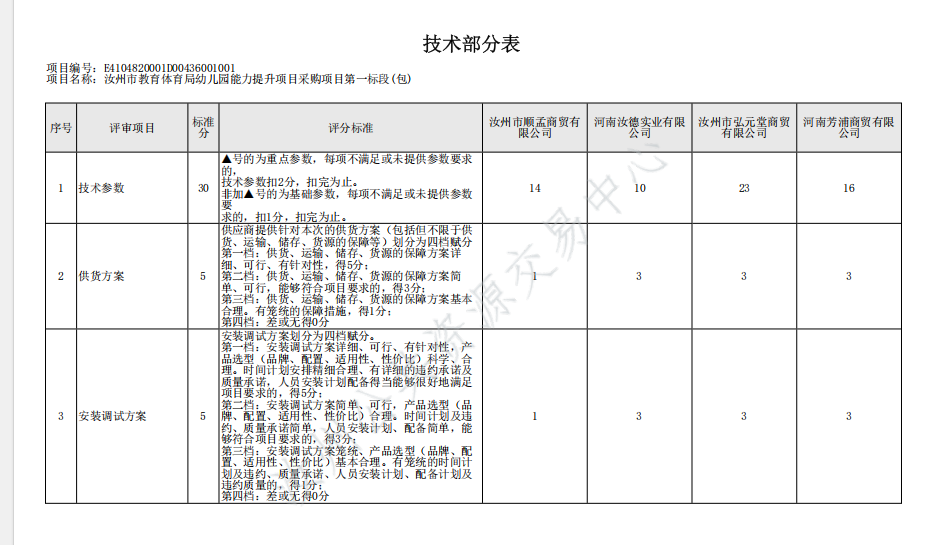 技术部分表
项目编号：E4104820001D00436001001
项目名称：汝州市教育体育局幼儿园能力提升项目采购项目第一标段(包)
序号 评审项目 标准分 评分标准 汝州市顺孟商贸有限公司 河南汝德实业有限公司 汝州市弘元堂商贸有限公司 河南芳浦商贸有限公司
1 技术参数 30
▲号的为重点参数，每项不满足或未提供参数要求
的，
技术参数扣2分，扣完为止。
非加▲号的为基础参数，每项不满足或未提供参数
要
求的，扣1分，扣完为止。
14 10 23 16
2 供货方案 5
供应商提供针对本次的供货方案（包括但不限于供
货、运输、储存、货源的保障等）划分为四档赋分
第一档：供货、运输、储存、货源的保障方案详
细、可行、有针对性，得5分；
第二档：供货、运输、储存、货源的保障方案简
单、可行，能够符合项目要求的，得3分；
第三档：供货、运输、储存、货源的保障方案基本
合理。有笼统的保障措施，得1分；
第四档：差或无得0分
1 3 3 3
3 安装调试方案 5
安装调试方案划分为四档赋分。
第一档：安装调试方案详细、可行、有针对性，产
品选型（品牌、配置、适用性、性价比）科学、合
理。时间计划安排精细合理、有详细的违约承诺及
质量承诺，人员安装计划配备得当能够很好地满足
项目要求的，得5分；
第二档：安装调试方案简单、可行，产品选型（品
牌、配置、适用性、性价比）合理。时间计划及违
约、质量承诺简单，人员安装计划、配备简单，能
够符合项目要求的，得3分；
第三档：安装调试方案笼统、产品选型（品牌、配
置、适用性、性价比）基本合理。有笼统的时间计
划及违约、质量承诺、人员安装计划、配备计划及
违约质量的，得1分；
第四档：差或无得0分
1 3 3 3
资源交易中心